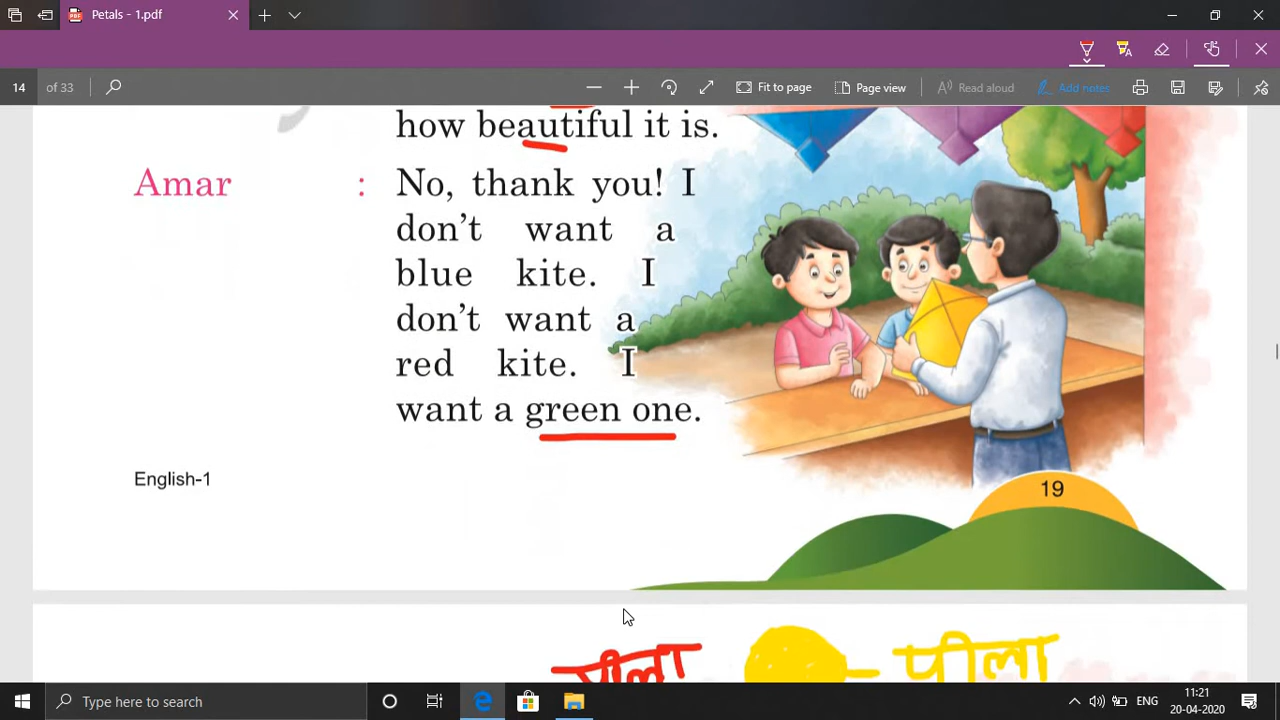 Petals - 1.pdf
14 of 33
Fit to page
Page view
Read aloud
Add notes
how beautiful it is.
Amar : No, thank you! I
don't want a
blue kite. I
don't want a
red kite. I
want a green one.
English-1
19
पीला पीला
Type here to search
ENG
11:21
20-04-2020